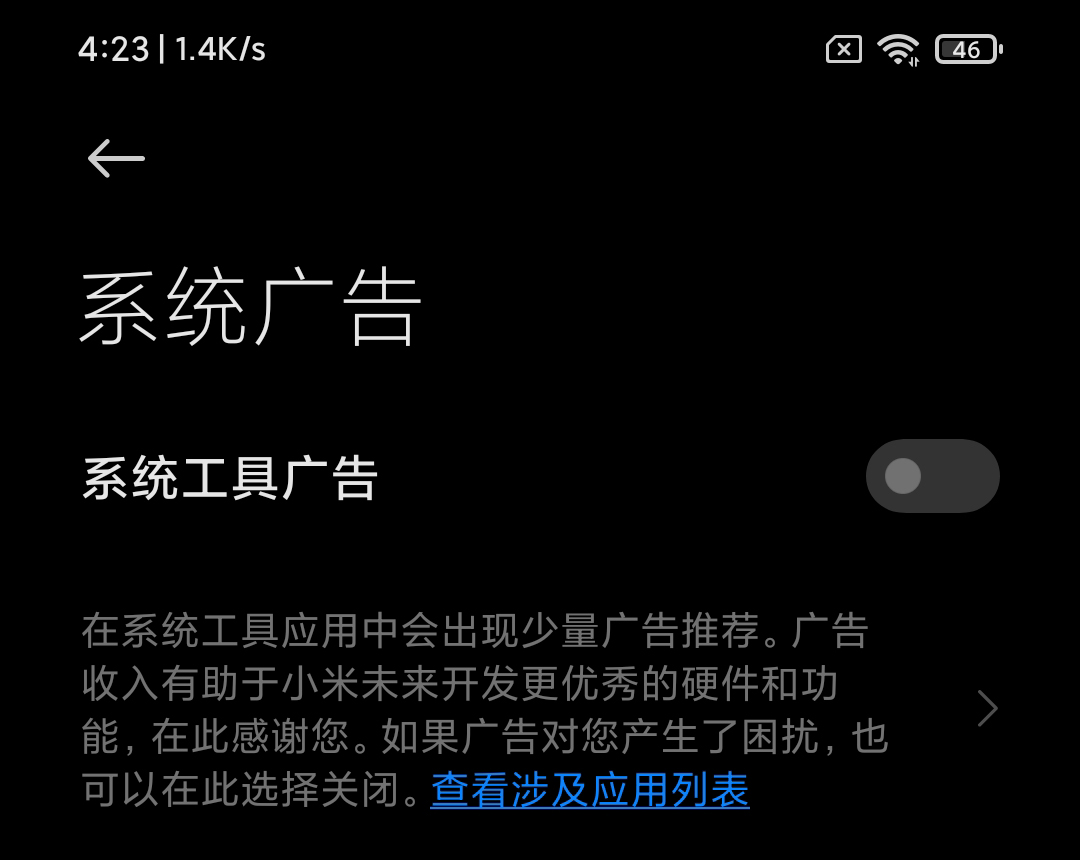 4:23 | 1.4K/s
46
系统广告
系统工具广告
在系统工具应用中会出现少量广告推荐。广告
收入有助于小米未来开发更优秀的硬件和功
能，在此感谢您。如果广告对您产生了困扰，也
可以在此选择关闭。查看涉及应用列表